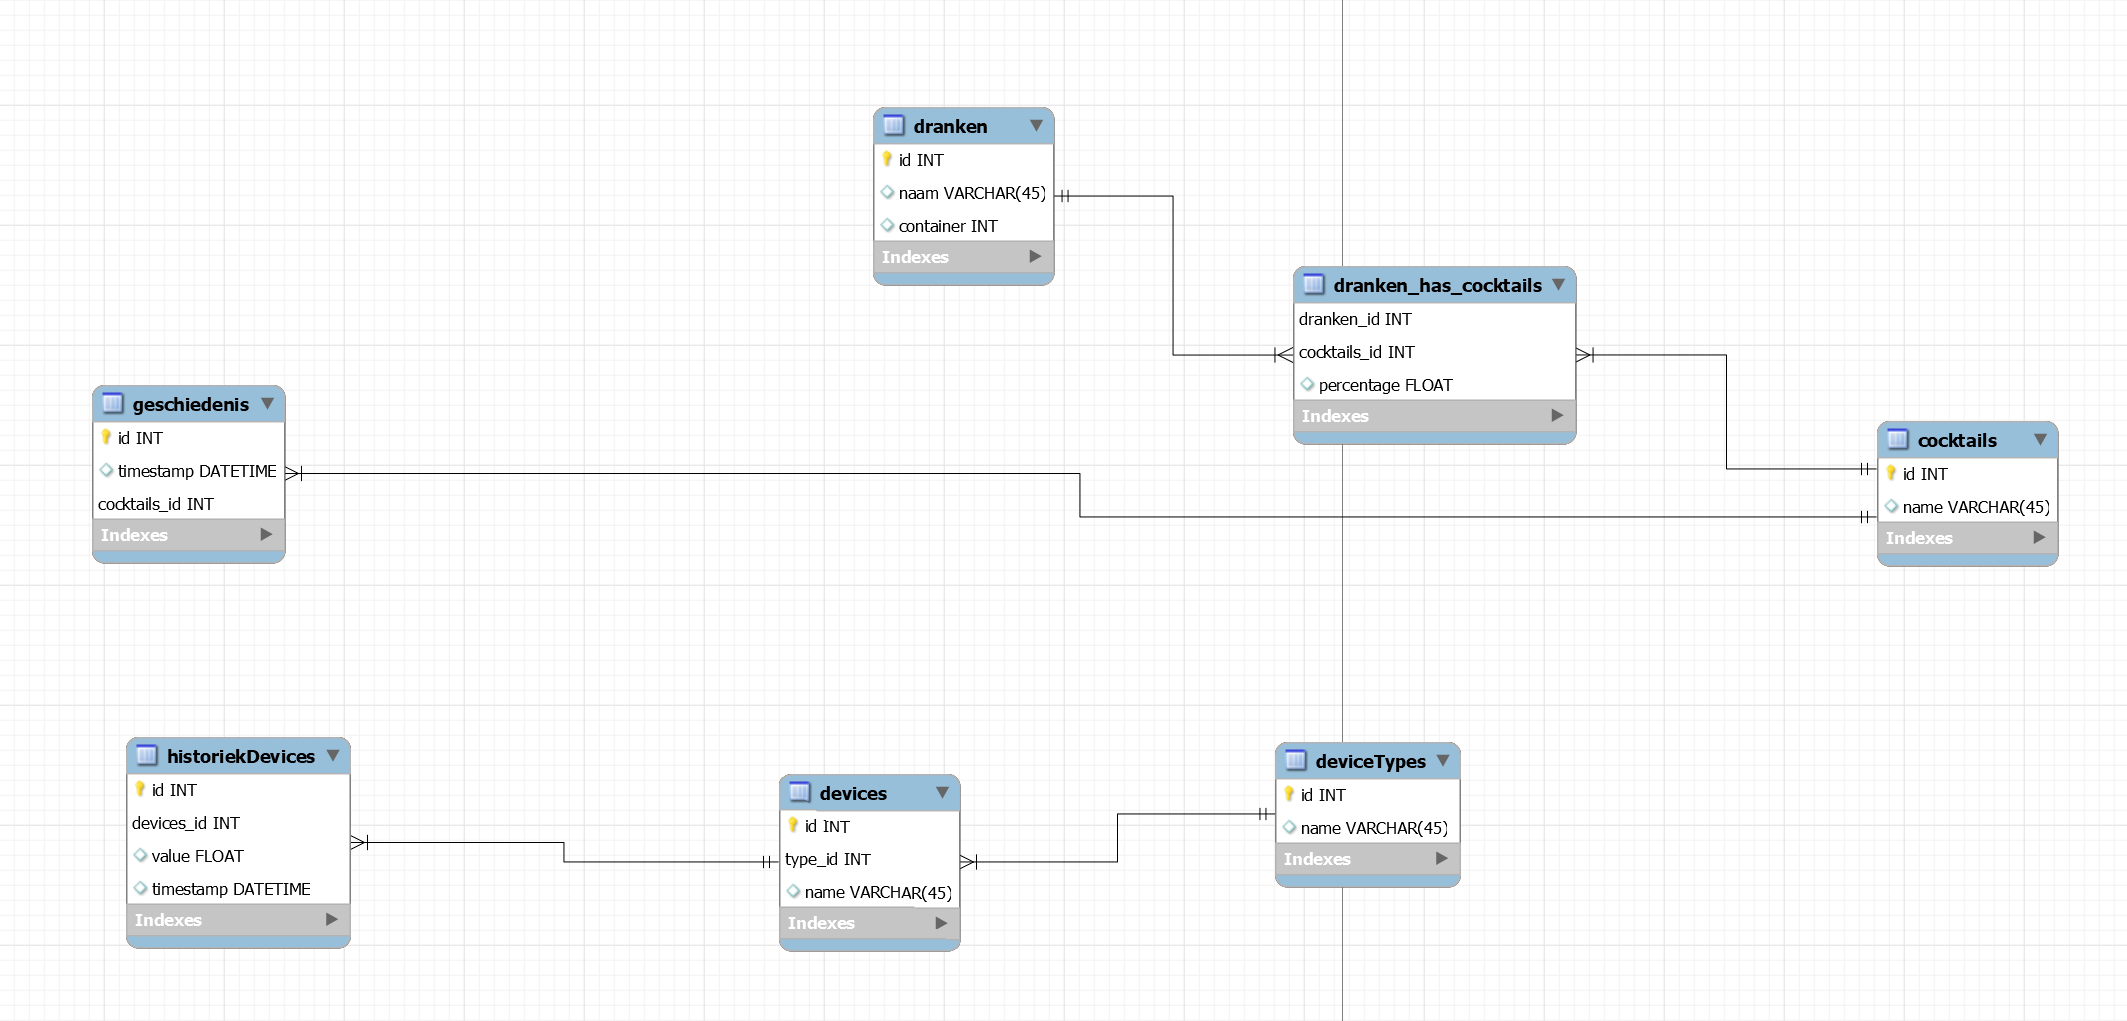 dranken
id INT
naam VARCHAR(45)
container INT
Indexes
dranken_has_cocktails
dranken_id INT
cocktails_id INT
percentage FLOAT
Indexes
geschiedenis
id INT
timestamp DATETIME
cocktails_id INT
Indexes
cocktails
id INT
name VARCHAR(45)
Indexes
historiekDevices
id INT
devices_id INT
value FLOAT
timestamp DATETIME
Indexes
devices
id INT
type_id INT
name VARCHAR(45)
Indexes
deviceTypes
id INT
name VARCHAR(45)
Indexes